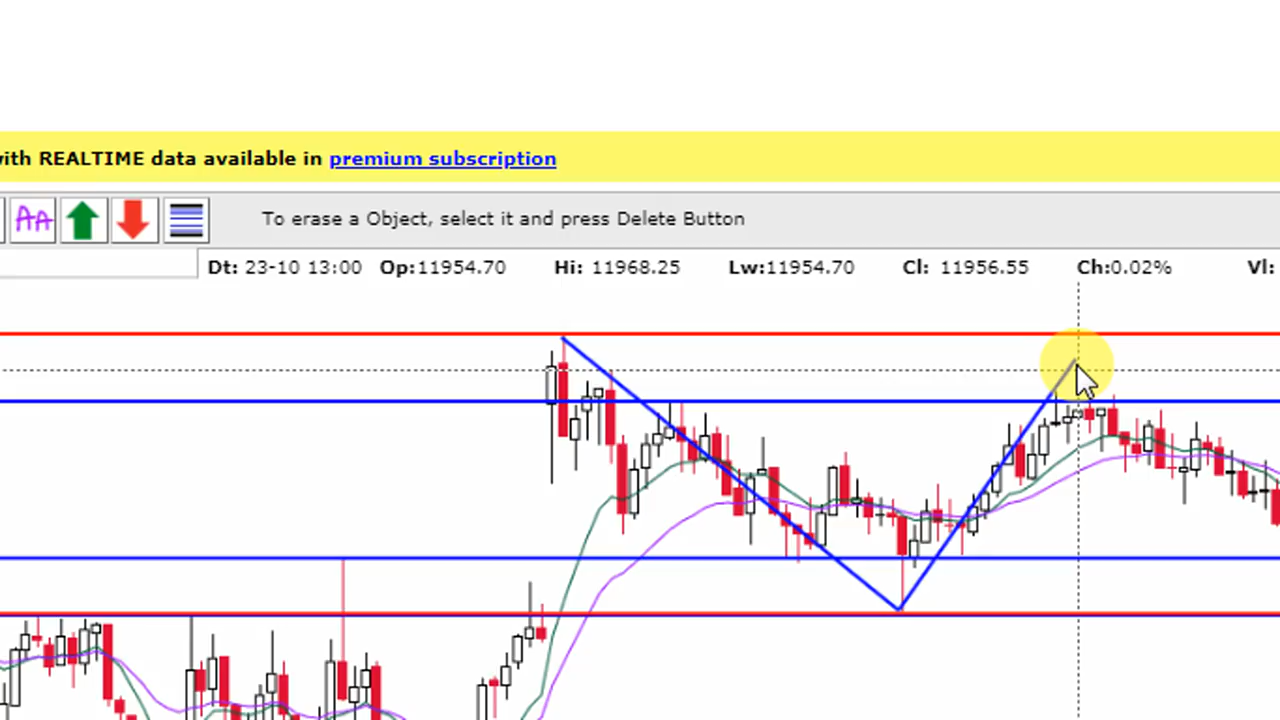 with REALTIME data available in premium subscription
AA
To erase a Object, select it and press Delete Button
Dt: 23-10 13:00 Op:11954.70 Hi: 11968.25 Lw:11954.70 Cl: 11956.55 Ch:0.02% Vl: